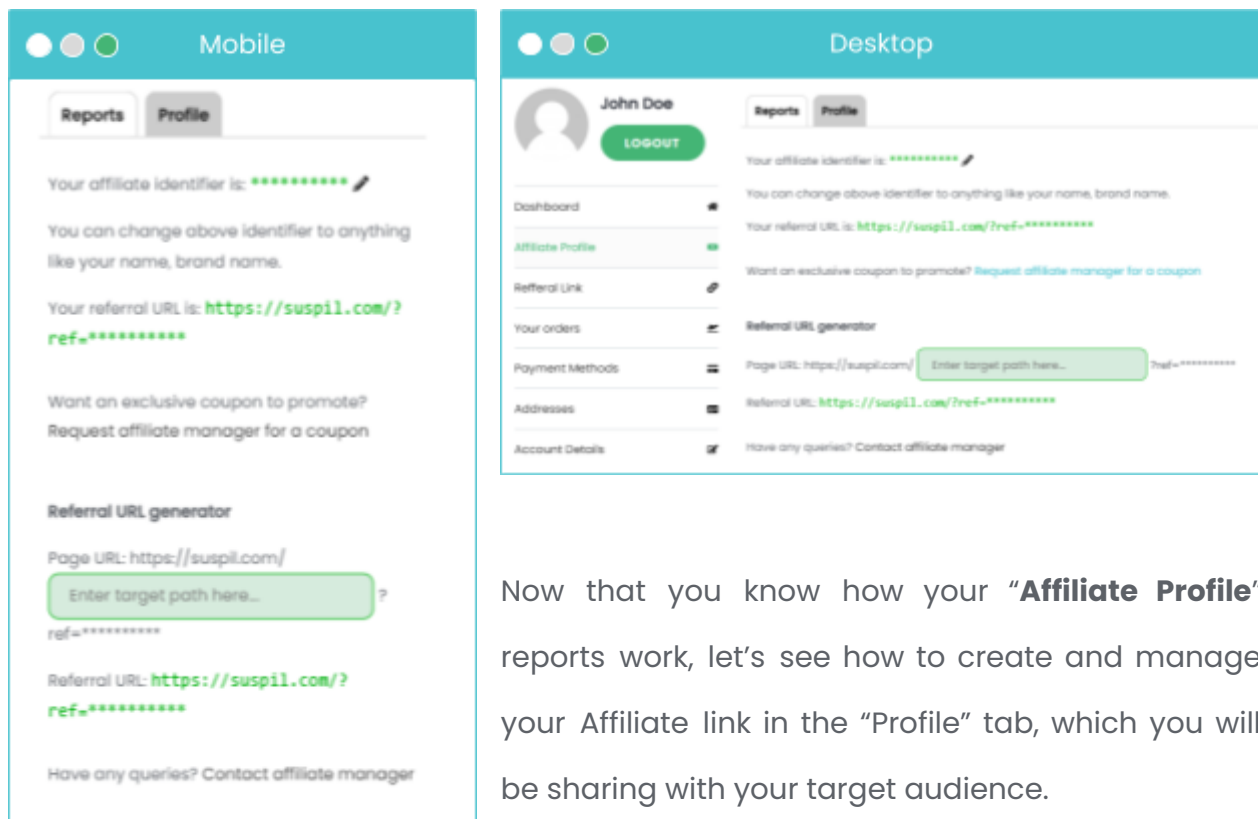 Mobile
Reports Profile
Your affiliate identifier is: **********
You can change above identifier to anything
like your name, brand name.
Your referral URL is: https://suspil.com/?
ref=**********
Want an exclusive coupon to promote?
Request affiliate manager for a coupon
Referral URL generator
Page URL: https://suspil.com/
Enter target path here... ?
ref=**********
Referral URL: https://suspil.com/?
ref=**********
Have any queries? Contact affiliate manager
Desktop
John Doe
LOGOUT
Dashboard
Affiliate Profile
Refferal Link
Your orders
Payment Methods
Addresses
Account Details
Reports Profile
Your affiliate identifier is: **********
You can change above identifier to anything like your name, brand name.
Your referral URL is: https://suspil.com/?ref=**********
Want an exclusive coupon to promote? Request affiliate manager for a coupon
Referral URL generator
Page URL: https://suspil.com/ Enter target path here... ?ref=**********
Referral URL: https://suspil.com/?ref=**********
Have any queries? Contact affiliate manager
Now that you know how your “Affiliate Profile”
reports work, let’s see how to create and manage
your Affiliate link in the “Profile” tab, which you will
be sharing with your target audience.